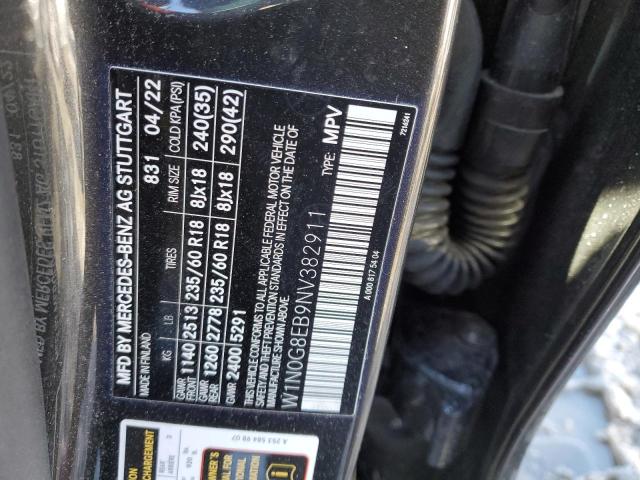 MFD BY MERCEDES-BENZ AG STUTTGART
MADE IN FINLAND 831 04/22
KG LB TIRES RIM SIZE COLD KPA(PSI)
GAWR FRONT 1140 2513 235/60 R18 8Jx18 240(35)
GAWR REAR 1260 2778 235/60 R18 8Jx18 290(42)
GVWR 2400 5291
THIS VEHICLE CONFORMS TO ALL APPLICABLE FEDERAL MOTOR VEHICLE
SAFETY AND THEFT PREVENTION STANDARDS IN EFFECT ON THE DATE OF
MANUFACTURE SHOWN ABOVE.
W1N0G8EB9NV382911 TYPE: MPV
A 000 817 54 04
A 253 584 98 07